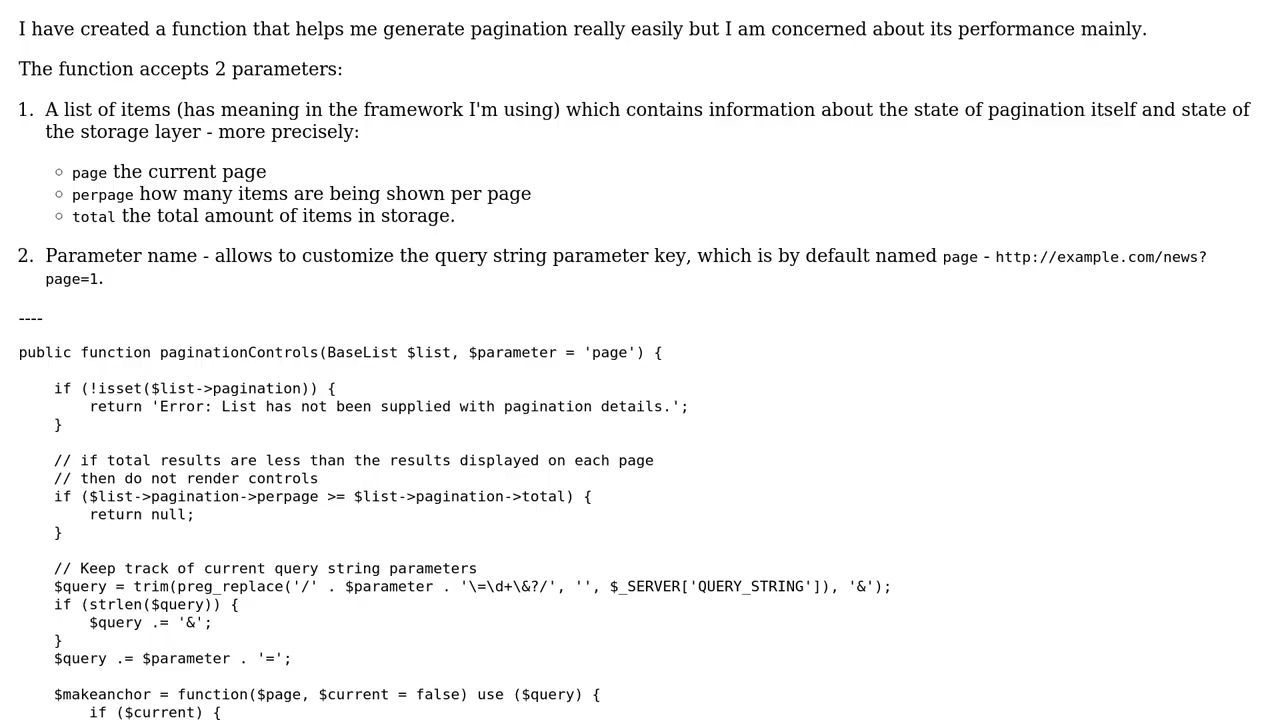 I have created a function that helps me generate pagination really easily but I am concerned about its performance mainly.
The function accepts 2 parameters:
1. A list of items (has meaning in the framework I'm using) which contains information about the state of pagination itself and state of
the storage layer - more precisely:
○ page the current page
○ perpage how many items are being shown per page
○ total the total amount of items in storage.
2. Parameter name - allows to customize the query string parameter key, which is by default named page - http://example.com/news?
page=1.
----
public function paginationControls(BaseList $list, $parameter = 'page') {
    if (!isset($list->pagination)) {
        return 'Error: List has not been supplied with pagination details.';
    }
    // if total results are less than the results displayed on each page
    // then do not render controls
    if ($list->pagination->perpage >= $list->pagination->total) {
        return null;
    }
    // Keep track of current query string parameters
    $query = trim(preg_replace('/' . $parameter . '\=\d+\&?/', '', $_SERVER['QUERY_STRING']), '&');
    if (strlen($query)) {
        $query .= '&';
    }
    $query .= $parameter . '=';
    $makeanchor = function($page, $current = false) use ($query) {
        if ($current) {